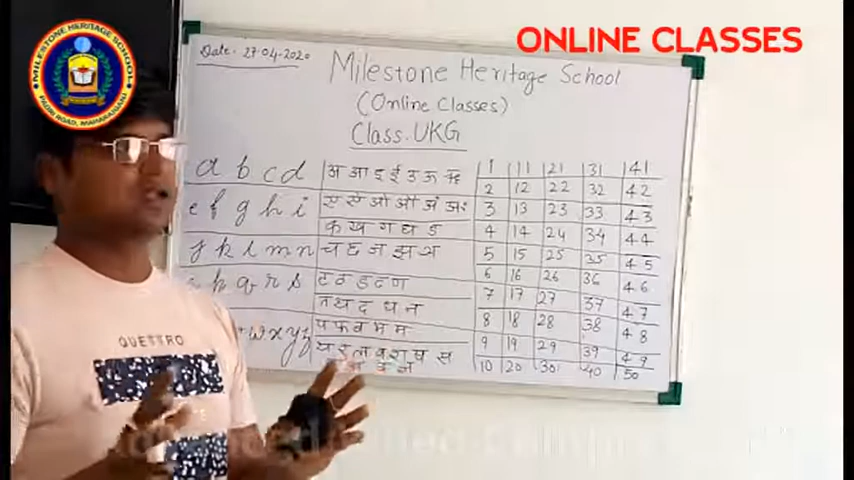 ONLINE CLASSES
MILESTONE HERITAGE SCHOOL
Date:- 27-04-2020
Milestone Heritage School
(Online Classes)
Class. UKG
a b c d
e f g h i
j k l m n
q r s
w x y z
अ आ इ ई उ ऊ ऋ
ए ऐ ओ औ अं अः
क ख ग घ ङ
च छ ज झ ञ
ट ठ ड ढ ण
त थ द ध न
प फ ब भ म
य र ल व श ष स
1 11 21 31 41
2 12 22 32 42
3 13 23 33 43
4 14 24 34 44
5 15 25 35 45
6 16 26 36 46
7 17 27 37 47
8 18 28 38 48
9 19 29 39 49
10 20 30 40 50
QUESTRO